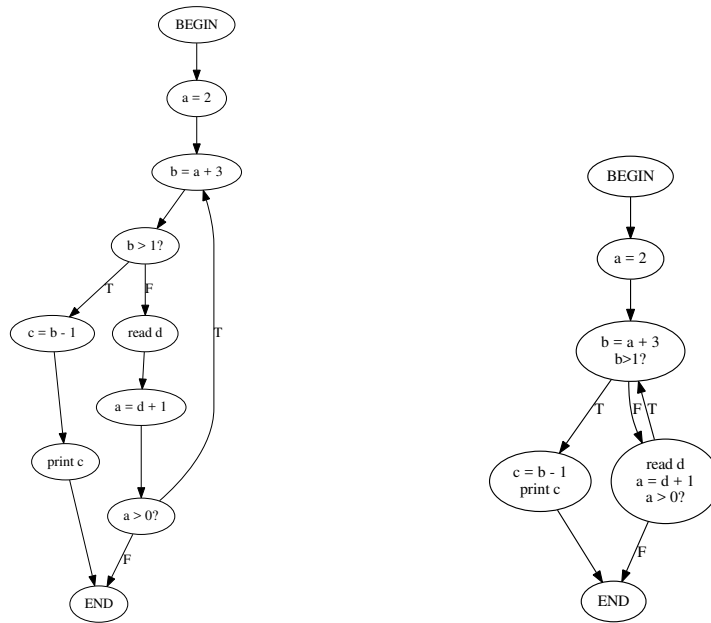 BEGIN
a = 2
b = a + 3
b > 1?
T
F
c = b - 1
read d
T
a = d + 1
print c
a > 0?
F
END
BEGIN
a = 2
b = a + 3
b>1?
T
F
T
c = b - 1
print c
read d
a = d + 1
a > 0?
F
END